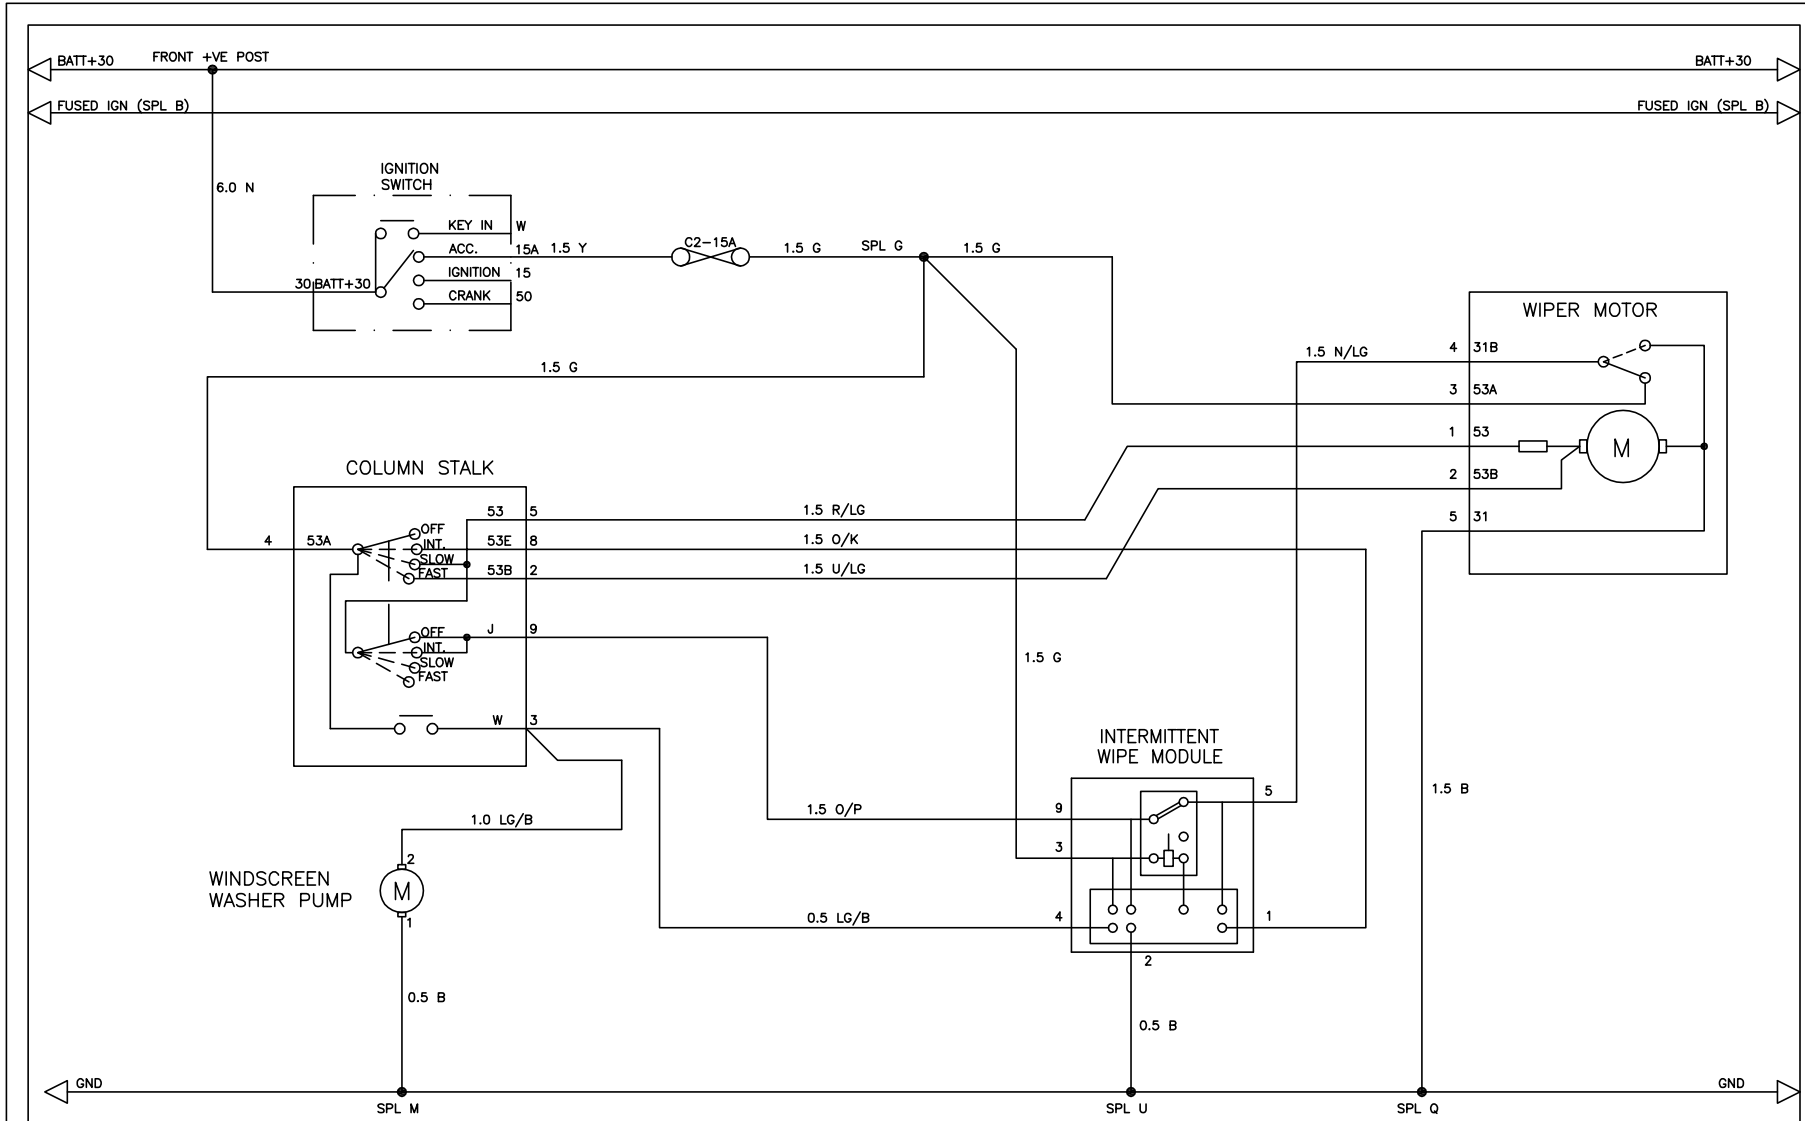 BATT+30
FRONT +VE POST
BATT+30
FUSED IGN (SPL B)
FUSED IGN (SPL B)
6.0 N
IGNITION
SWITCH
KEY IN
W
ACC.
15A
1.5 Y
IGNITION
15
CRANK
50
30
BATT+30
C2-15A
1.5 G
SPL G
1.5 G
1.5 G
WIPER MOTOR
1.5 N/LG
4
31B
3
53A
1
53
M
2
53B
5
31
COLUMN STALK
4
53A
OFF
INT.
SLOW
FAST
53
5
53E
8
53B
2
1.5 R/LG
1.5 O/K
1.5 U/LG
OFF
INT.
SLOW
FAST
J
9
W
3
1.5 G
INTERMITTENT
WIPE MODULE
1.5 O/P
9
5
3
4
1
2
0.5 LG/B
1.5 B
1.0 LG/B
WINDSCREEN
WASHER PUMP
2
M
1
0.5 B
0.5 B
GND
GND
SPL M
SPL U
SPL Q